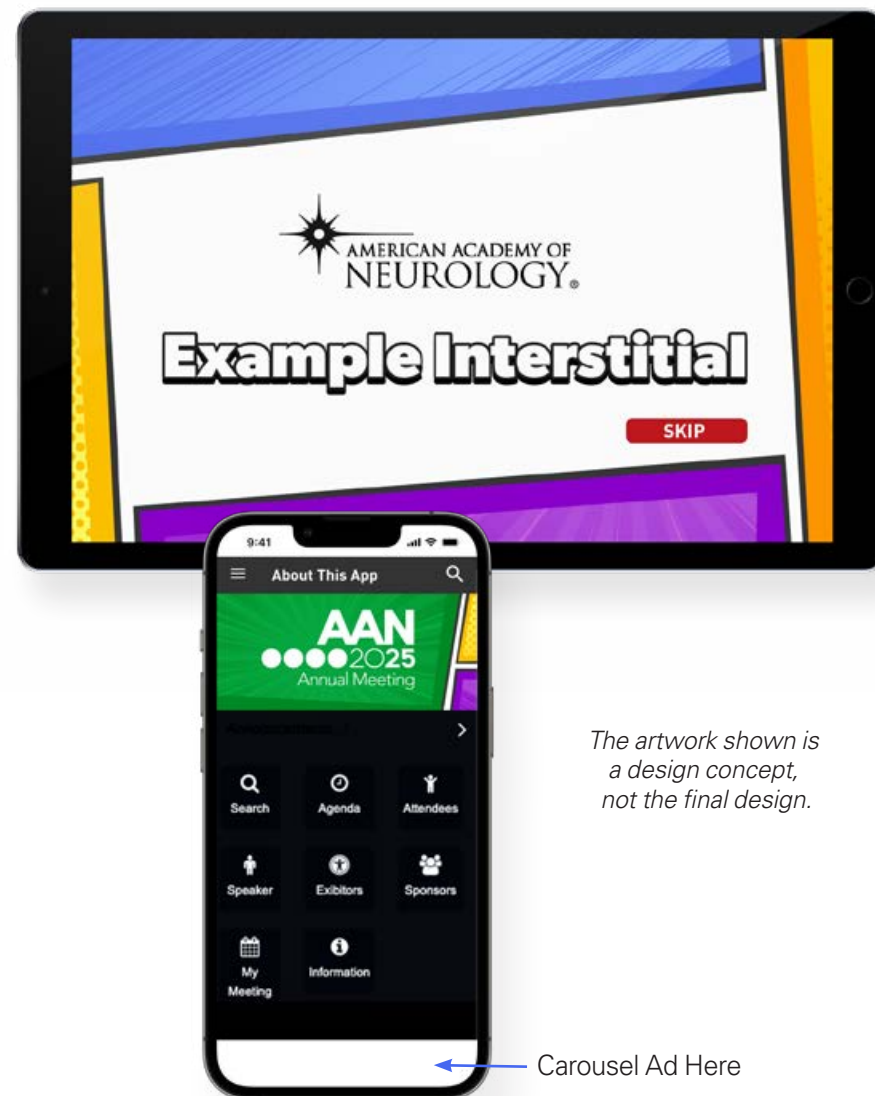 AMERICAN ACADEMY OF
NEUROLOGY®
Example Interstitial
SKIP
9:41
About This App
AAN
2025
Annual Meeting
Search
Agenda
Attendees
Speaker
Exibitors
Sponsors
My
Meeting
Information
The artwork shown is
a design concept,
not the final design.
Carousel Ad Here